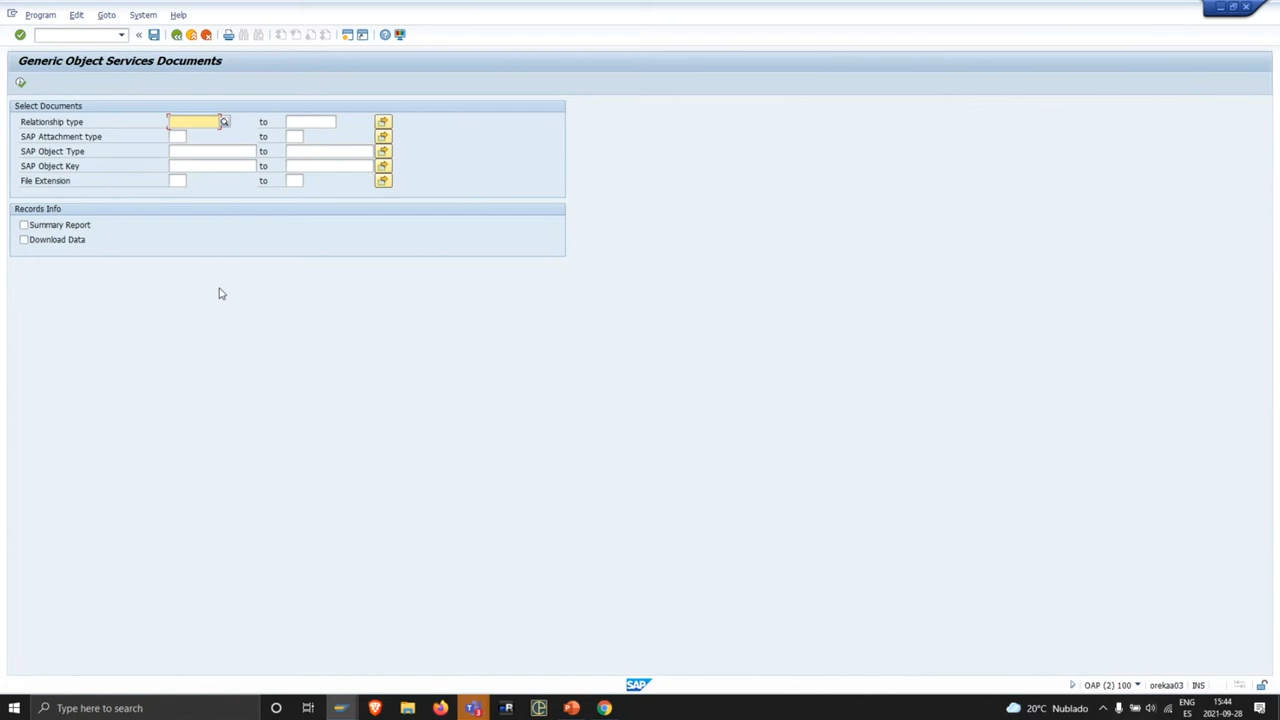 Program Edit Goto System Help
Generic Object Services Documents
Select Documents
Relationship type to
SAP Attachment type to
SAP Object Type to
SAP Object Key to
File Extension to
Records Info
Summary Report
Download Data
SAP
OAP (2) 100 orekaa03 INS
Type here to search
3
20°C Nublado
ENG
ES
15:44
2021-09-28